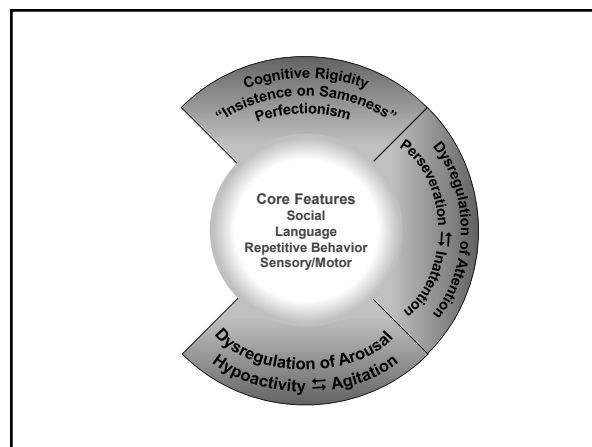 Cognitive Rigidity
“Insistence on Sameness”
Perfectionism
Dysregulation of Attention
Perseveration ⇅ Inattention
Core Features
Social
Language
Repetitive Behavior
Sensory/Motor
Dysregulation of Arousal
Hypoactivity ⇆ Agitation